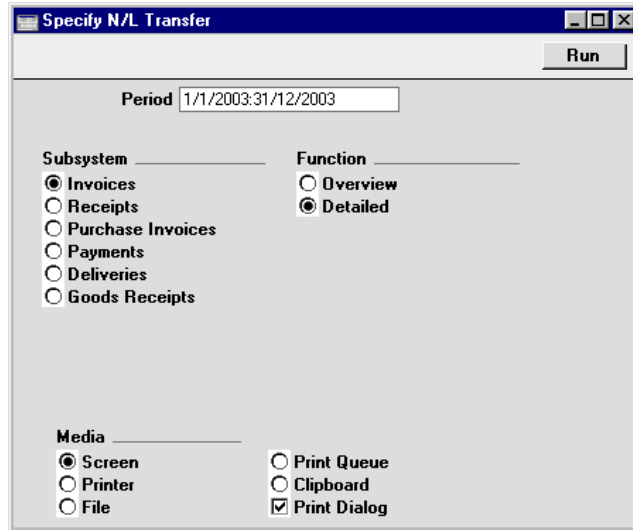 Specify N/L Transfer
Run
Period 1/1/2003:31/12/2003
Subsystem Function
Invoices Overview
Receipts Detailed
Purchase Invoices
Payments
Deliveries
Goods Receipts
Media
Screen Print Queue
Printer Clipboard
File Print Dialog